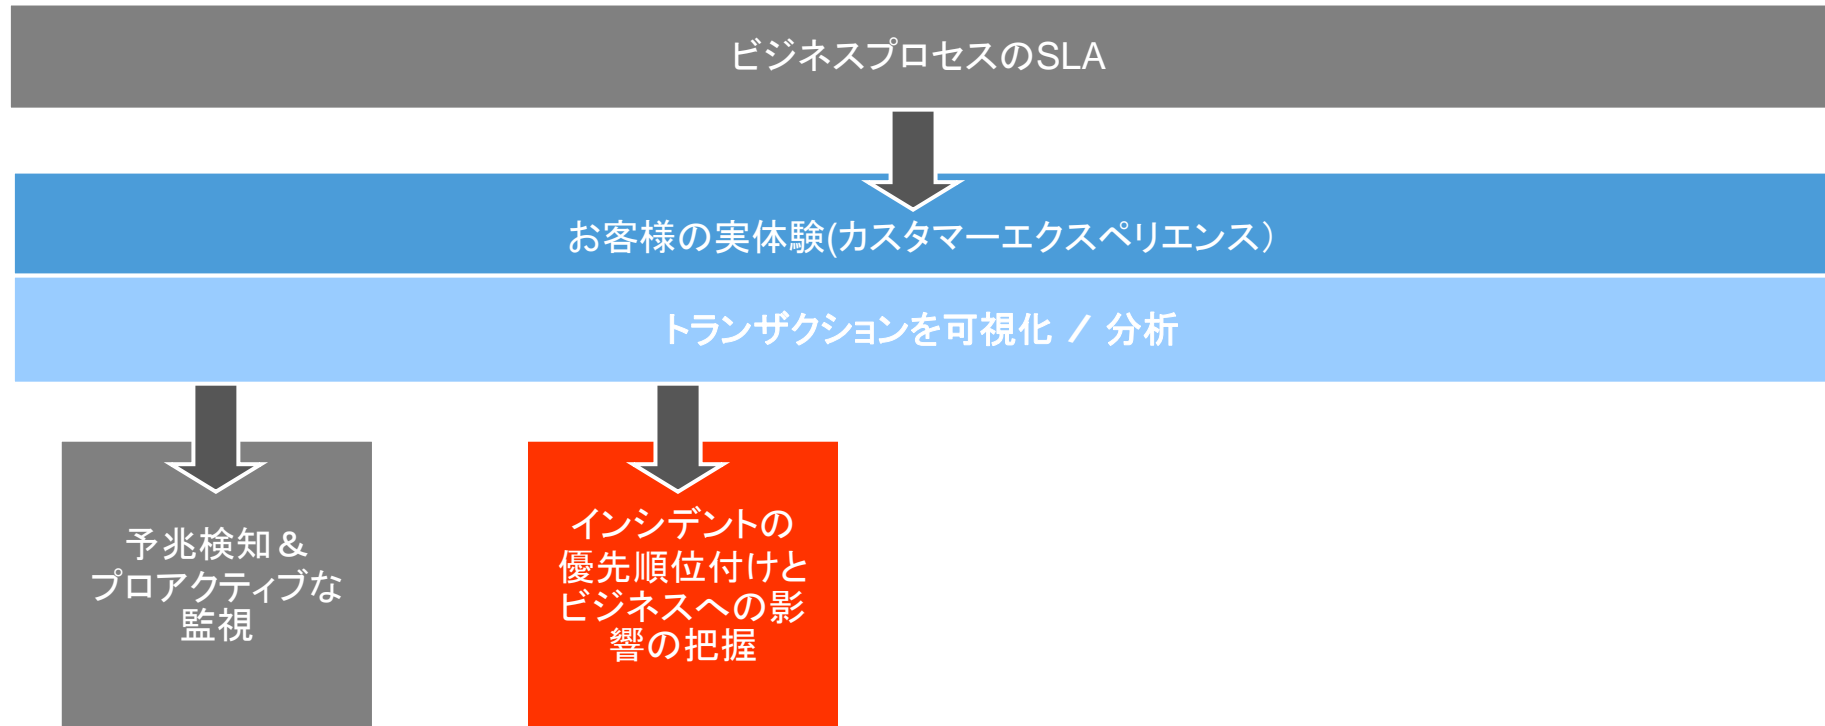 ビジネスプロセスのSLA
お客様の実体験(カスタマーエクスペリエンス）
トランザクションを可視化 ／ 分析
予兆検知＆
プロアクティブな
監視
インシデントの
優先順位付けと
ビジネスへの影
響の把握